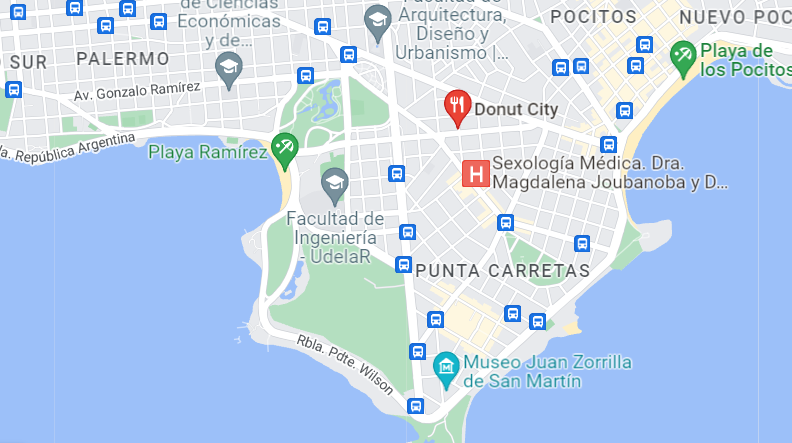 de Ciencias
Económicas
y de...
Facultad de
Arquitectura,
Diseño y
Urbanismo |...
POCITOS
NUEVO POC
O SUR
PALERMO
Playa de
los Pocitos
Av. Gonzalo Ramírez
Donut City
la. República Argentina
Playa Ramírez
Sexología Médica. Dra.
Magdalena Joubanoba y D...
Facultad de
Ingeniería
- UdelaR
PUNTA CARRETAS
Rbla. Pdte. Wilson
Museo Juan Zorrilla
de San Martín
H
M